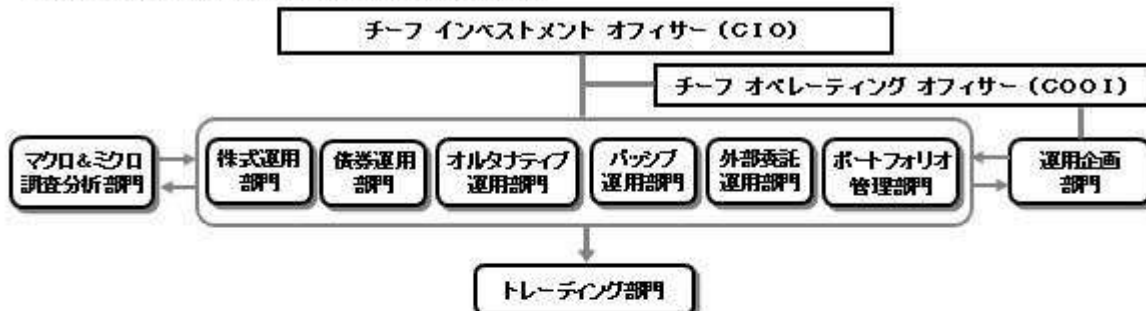 チーフ インベストメント オフィサー (CIO)
チーフ オペレーティング オフィサー (COOI)
マクロ&ミクロ
調査分析部門
株式運用
部門
債券運用
部門
オルタナティブ
運用部門
パッシブ
運用部門
外部委託
運用部門
ポートフォリオ
管理部門
運用企画
部門
トレーディング部門